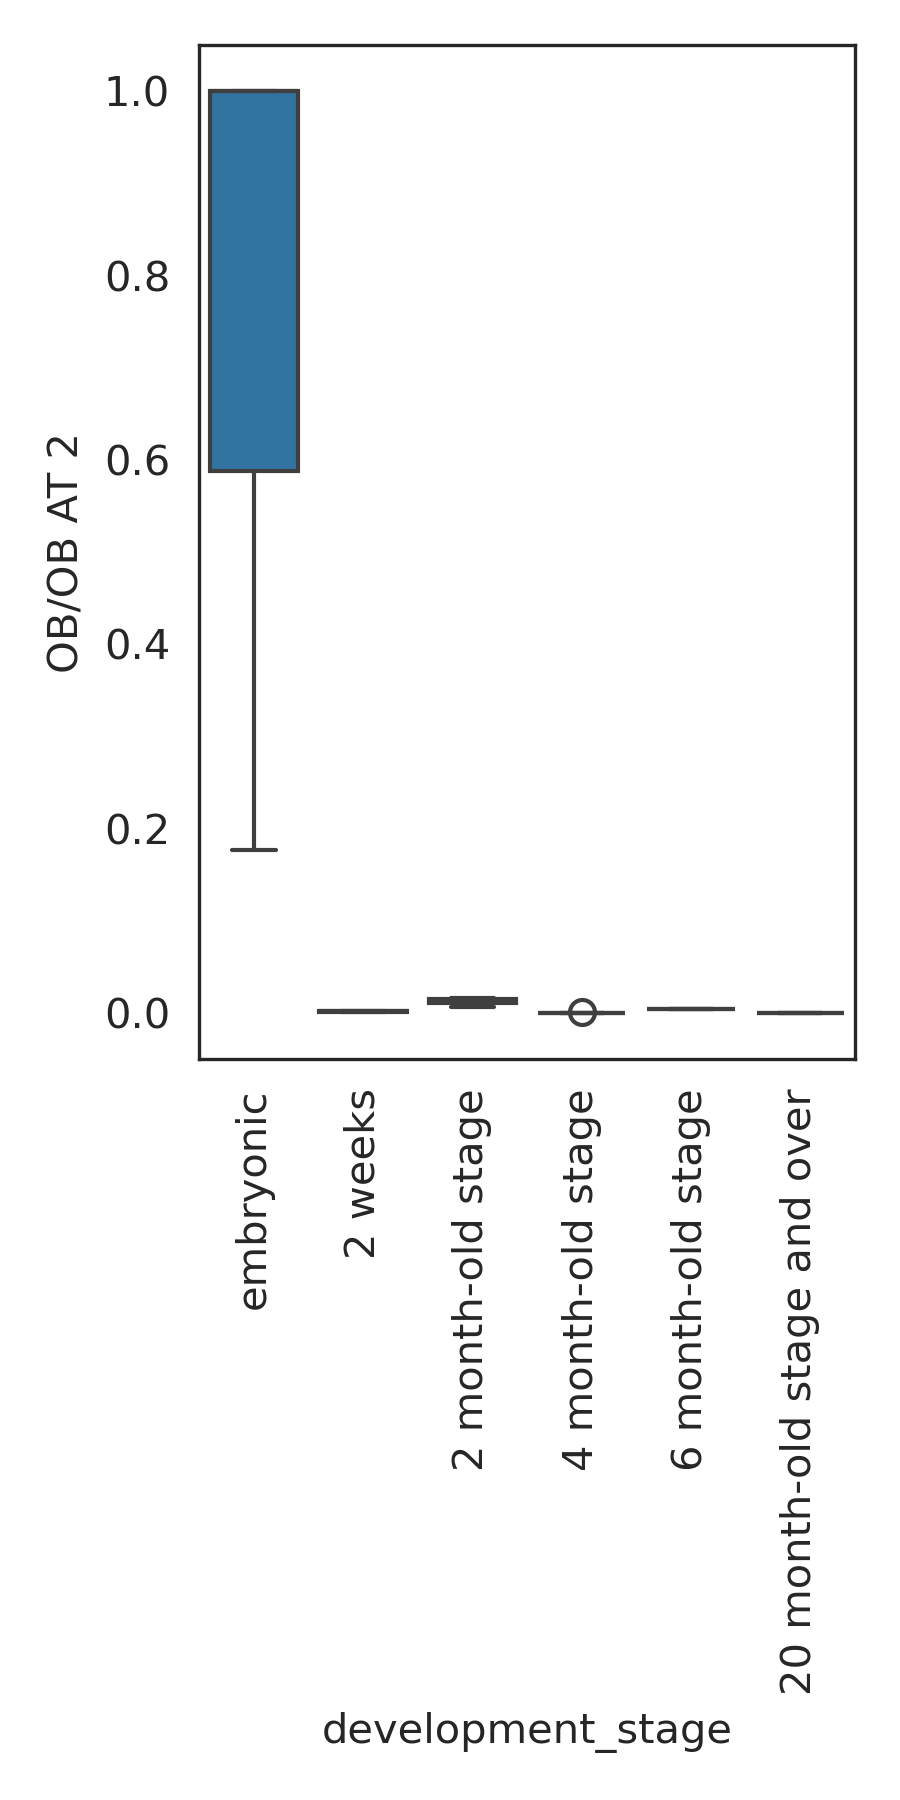 1.0
0.8
0.6
0.4
0.2
0.0
OB/OB AT 2
embryonic
2 weeks
2 month-old stage
4 month-old stage
6 month-old stage
20 month-old stage and over
development_stage